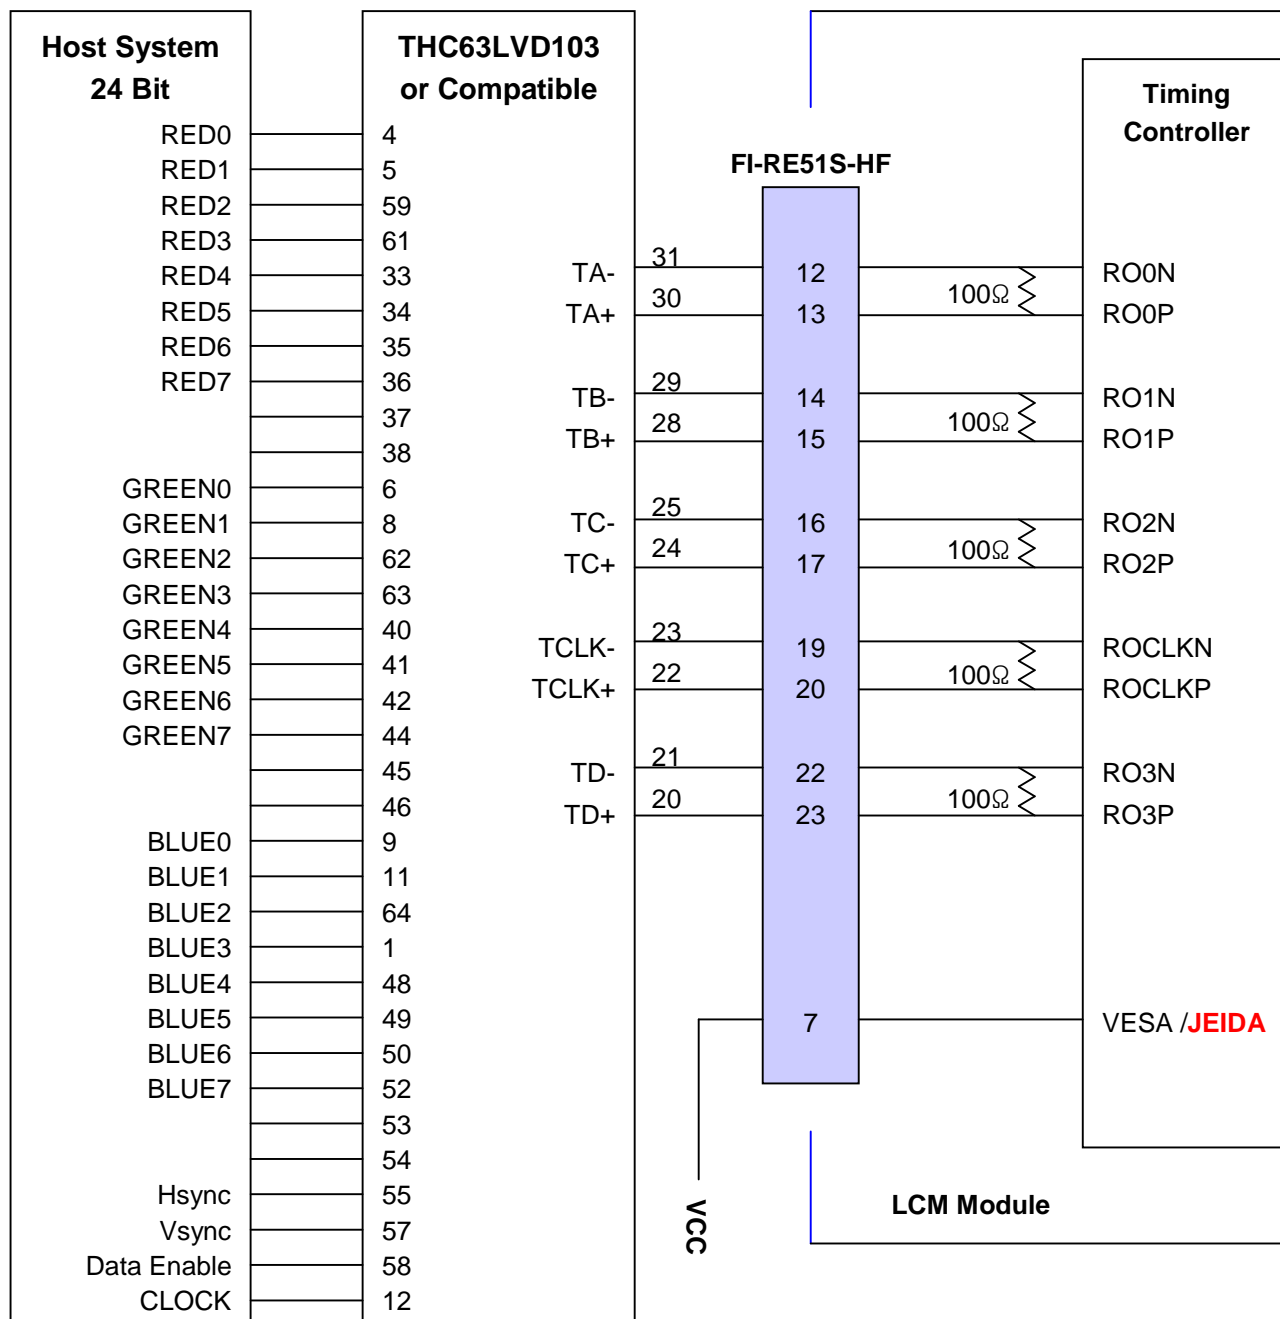 Host System
24 Bit
THC63LVD103
or Compatible
Timing
Controller
FI-RE51S-HF
RED0 4
RED1 5
RED2 59
RED3 61
RED4 33
RED5 34
RED6 35
RED7 36
37
38
GREEN0 6
GREEN1 8
GREEN2 62
GREEN3 63
GREEN4 40
GREEN5 41
GREEN6 42
GREEN7 44
45
46
BLUE0 9
BLUE1 11
BLUE2 64
BLUE3 1
BLUE4 48
BLUE5 49
BLUE6 50
BLUE7 52
53
54
Hsync 55
Vsync 57
Data Enable 58
CLOCK 12
TA- 31 12 RO0N
100Ω
TA+ 30 13 RO0P
TB- 29 14 RO1N
100Ω
TB+ 28 15 RO1P
TC- 25 16 RO2N
100Ω
TC+ 24 17 RO2P
TCLK- 23 19 ROCLKN
100Ω
TCLK+ 22 20 ROCLKP
TD- 21 22 RO3N
100Ω
TD+ 20 23 RO3P
7 VESA /JEIDA
VCC
LCM Module